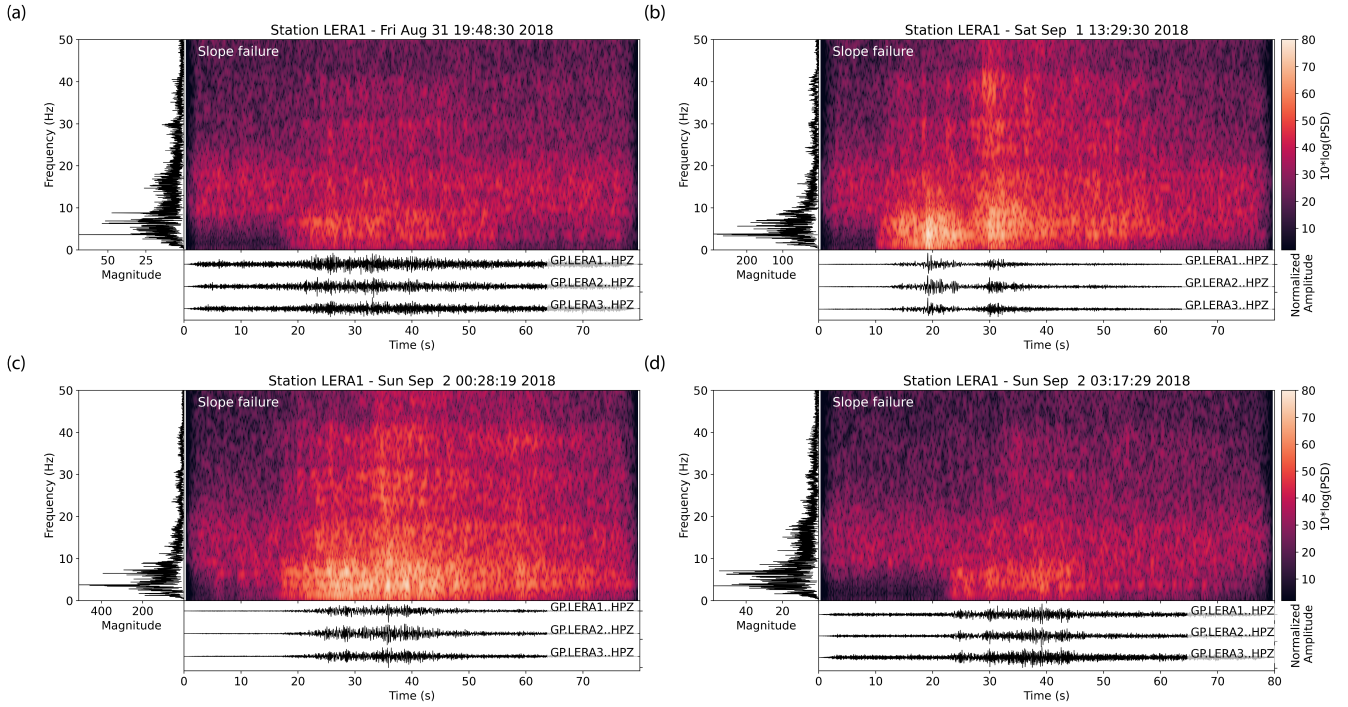 (a)
Station LERA1 - Fri Aug 31 19:48:30 2018
Slope failure
50
40
30
20
10
0
Frequency (Hz)
50 25
Magnitude
GP.LERA1..HPZ
GP.LERA2..HPZ
GP.LERA3..HPZ
0 10 20 30 40 50 60 70
Time (s)
(b)
Station LERA1 - Sat Sep  1 13:29:30 2018
Slope failure
50
40
30
20
10
0
Frequency (Hz)
200 100
Magnitude
GP.LERA1..HPZ
GP.LERA2..HPZ
GP.LERA3..HPZ
0 10 20 30 40 50 60 70 80
Time (s)
Normalized
Amplitude
80
70
60
50
40
30
20
10
10*log(PSD)
(c)
Station LERA1 - Sun Sep  2 00:28:19 2018
Slope failure
50
40
30
20
10
0
Frequency (Hz)
400 200
Magnitude
GP.LERA1..HPZ
GP.LERA2..HPZ
GP.LERA3..HPZ
0 10 20 30 40 50 60 70
Time (s)
(d)
Station LERA1 - Sun Sep  2 03:17:29 2018
Slope failure
50
40
30
20
10
0
Frequency (Hz)
40 20
Magnitude
GP.LERA1..HPZ
GP.LERA2..HPZ
GP.LERA3..HPZ
0 10 20 30 40 50 60 70 80
Time (s)
Normalized
Amplitude
80
70
60
50
40
30
20
10
10*log(PSD)